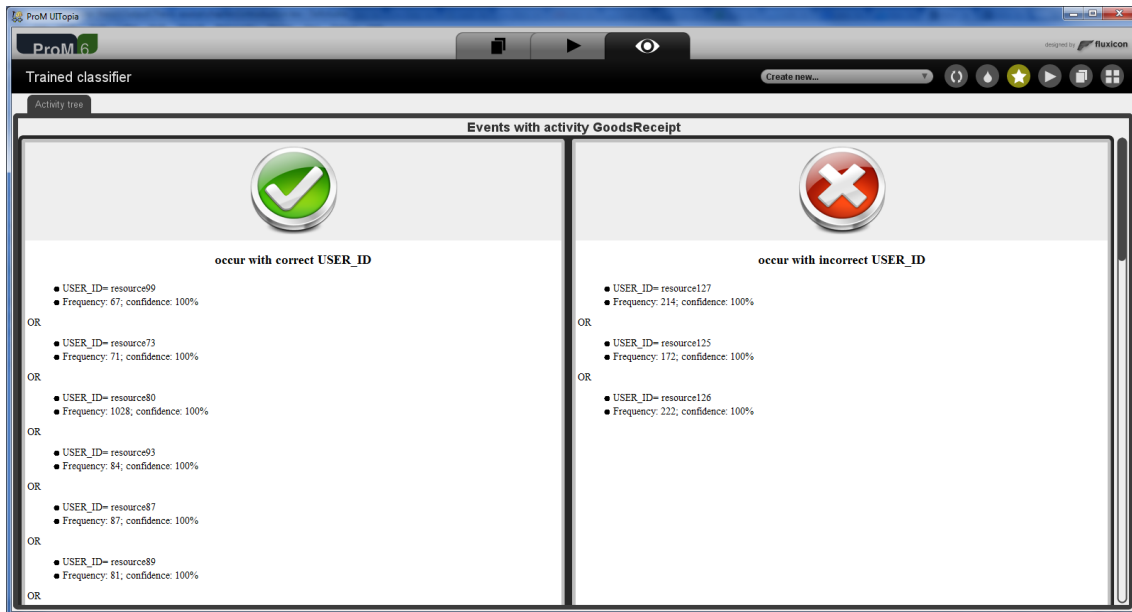 ProM UITopia
ProM 6
designed by fluxicon
Trained classifier
Create new...
Activity tree
Events with activity GoodsReceipt
occur with correct USER_ID
USER_ID= resource99
Frequency: 67; confidence: 100%
OR
USER_ID= resource73
Frequency: 71; confidence: 100%
OR
USER_ID= resource80
Frequency: 1028; confidence: 100%
OR
USER_ID= resource93
Frequency: 84; confidence: 100%
OR
USER_ID= resource87
Frequency: 87; confidence: 100%
OR
USER_ID= resource89
Frequency: 81; confidence: 100%
OR
occur with incorrect USER_ID
USER_ID= resource127
Frequency: 214; confidence: 100%
OR
USER_ID= resource125
Frequency: 172; confidence: 100%
OR
USER_ID= resource126
Frequency: 222; confidence: 100%